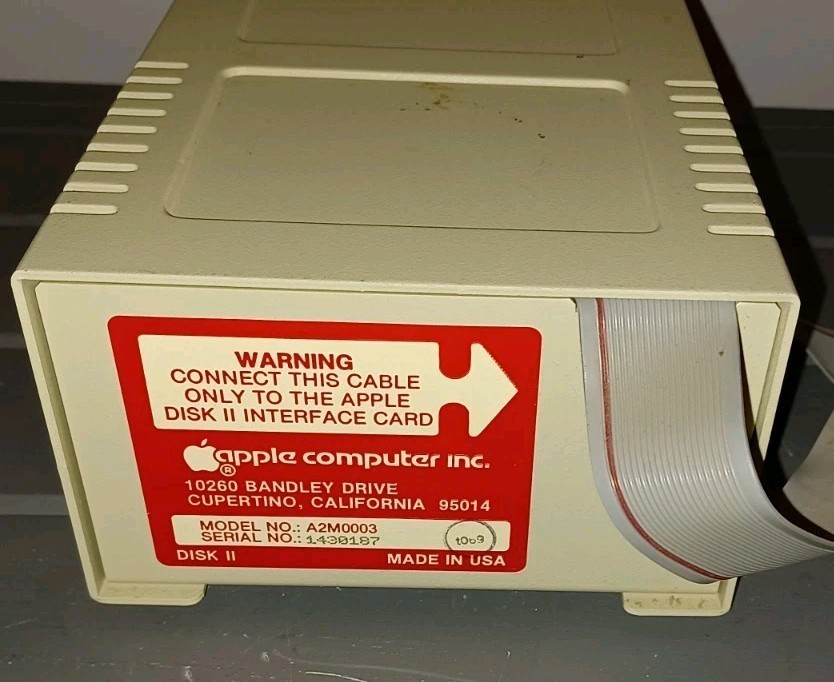 WARNING
CONNECT THIS CABLE
ONLY TO THE APPLE
DISK II INTERFACE CARD
apple computer inc.
®
10260 BANDLEY DRIVE
CUPERTINO, CALIFORNIA 95014
MODEL NO.: A2M0003
SERIAL NO.: 1430187
DISK II
MADE IN USA